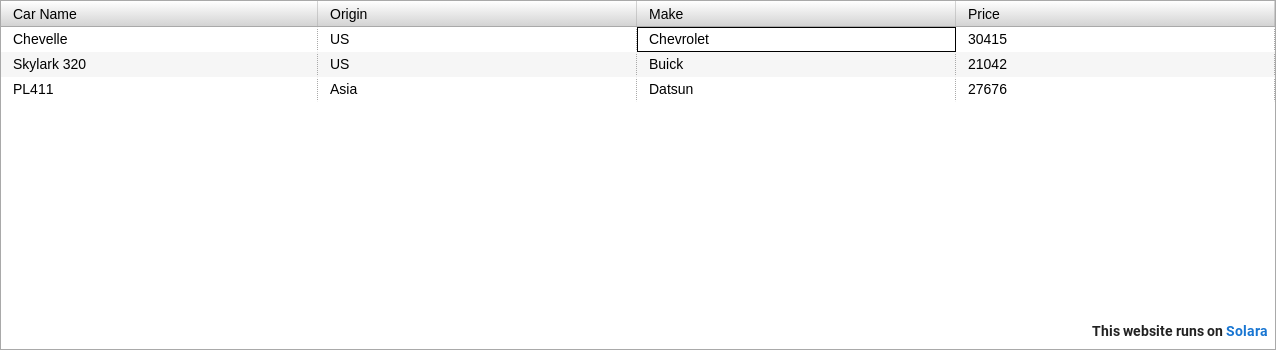 Car Name Origin Make Price
Chevelle US Chevrolet 30415
Skylark 320 US Buick 21042
PL411 Asia Datsun 27676
This website runs on Solara